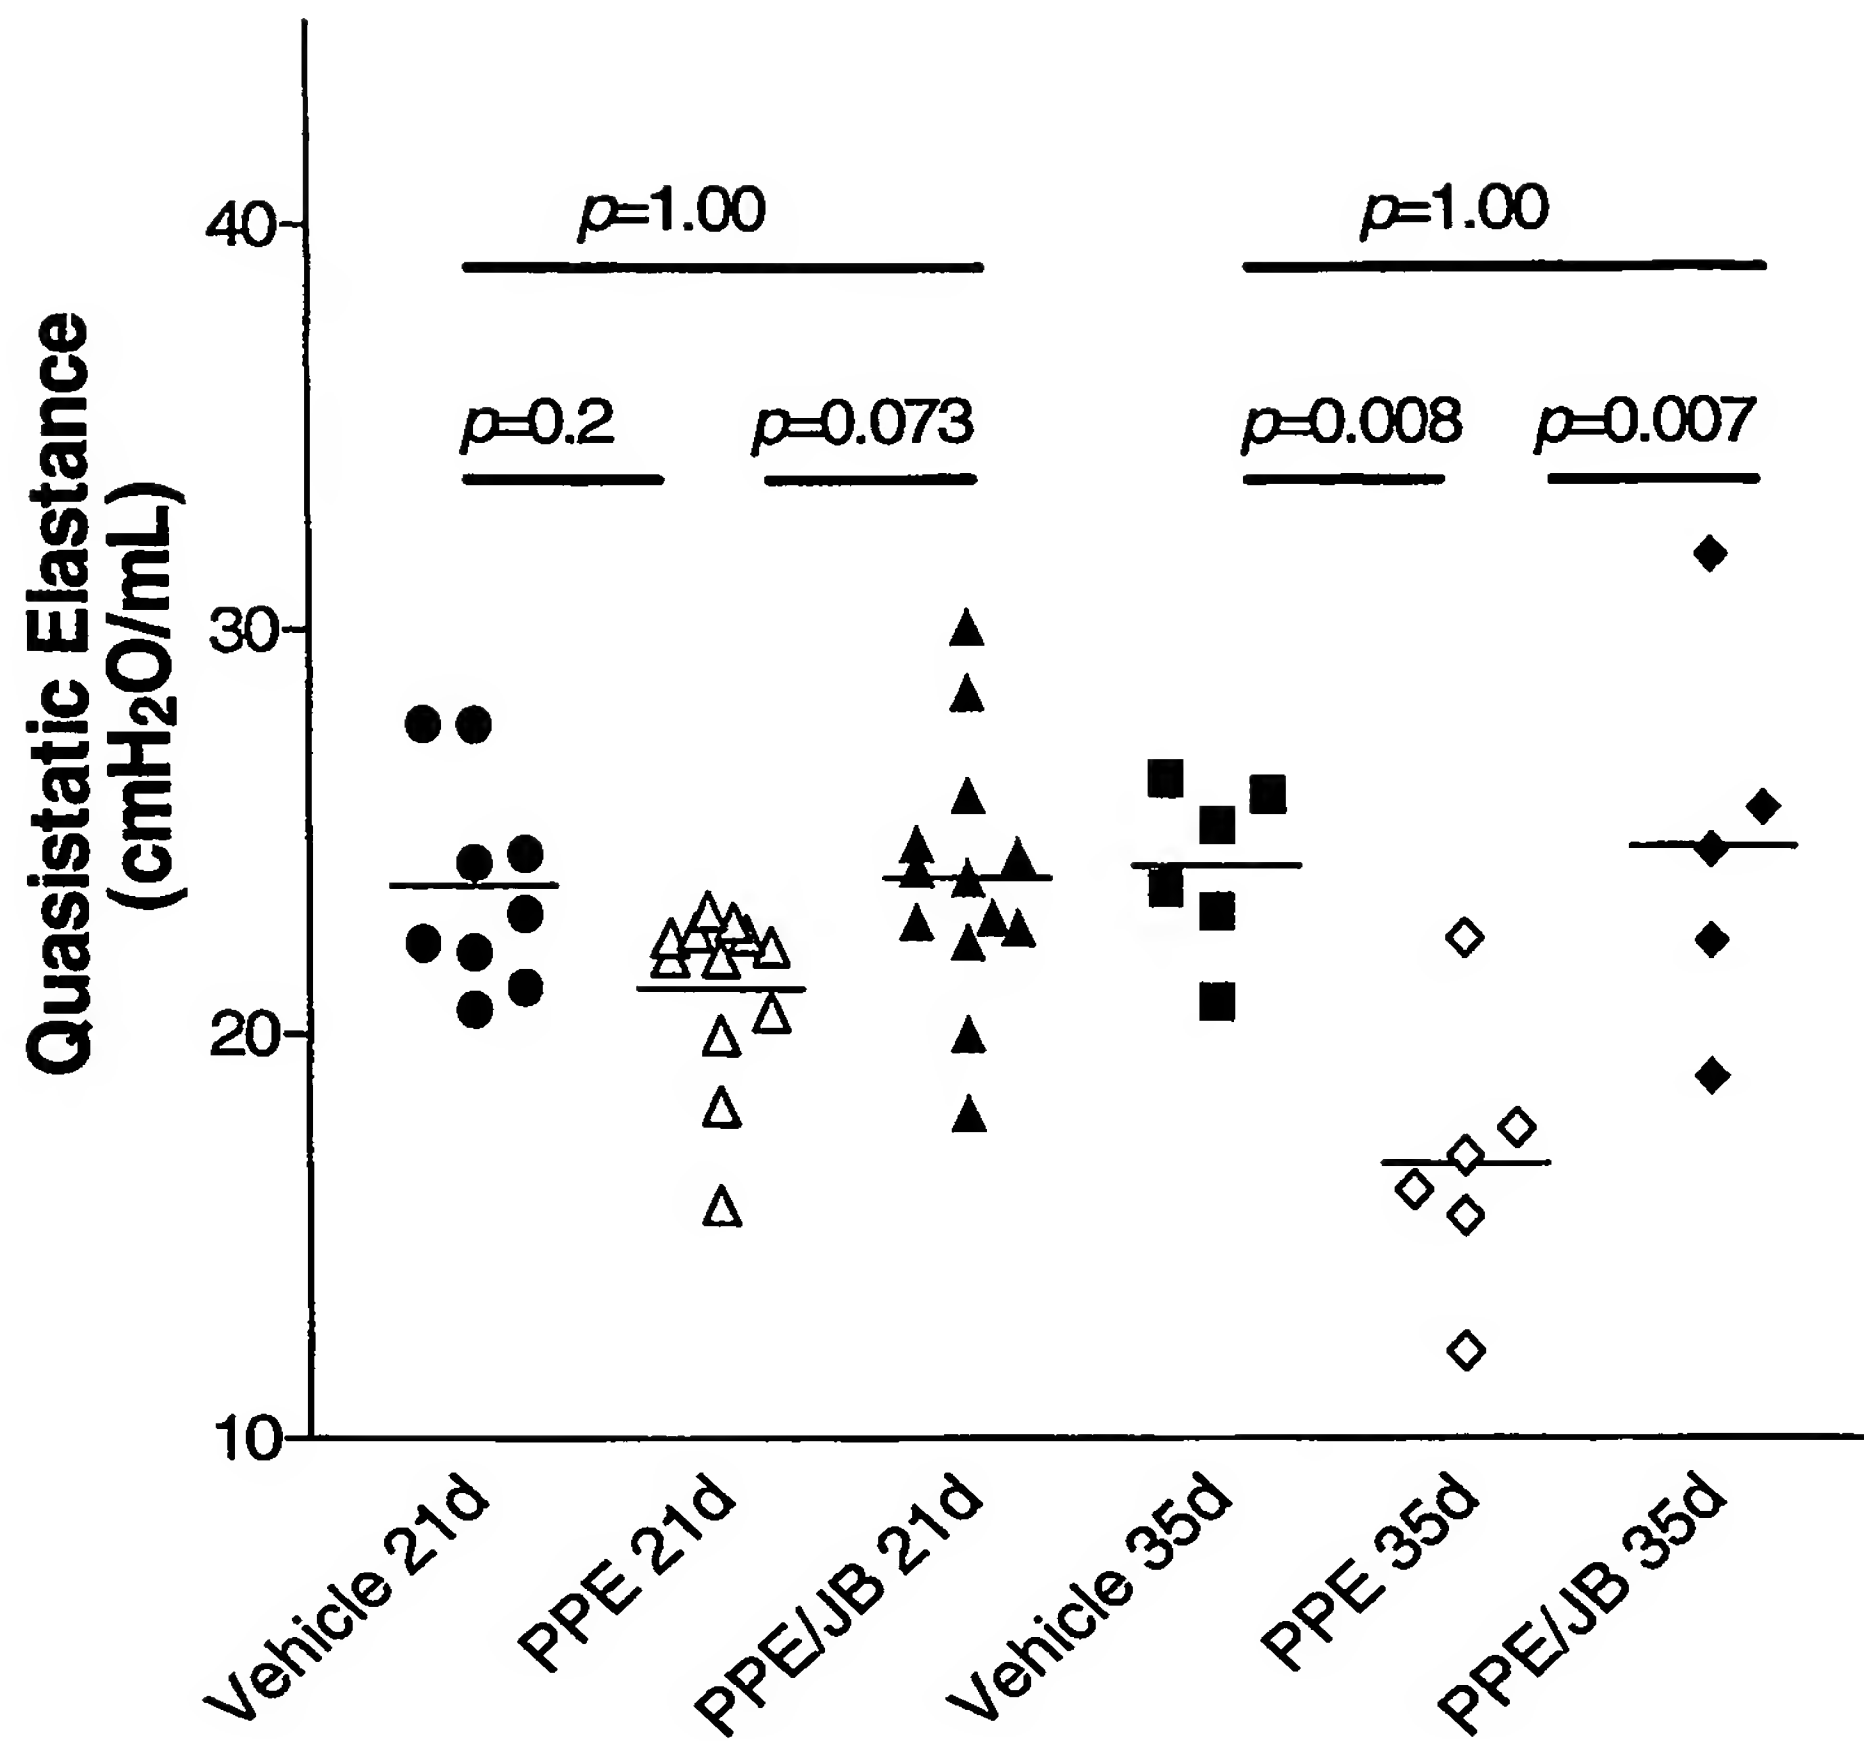 Quasistatic Elastance
(cmH2O/mL)
40
30
20
10
p=1.00
p=1.00
p=0.2
p=0.073
p=0.008
p=0.007
Vehicle 21d
PPE 21d
PPE/JB 21d
Vehicle 35d
PPE 35d
PPE/JB 35d